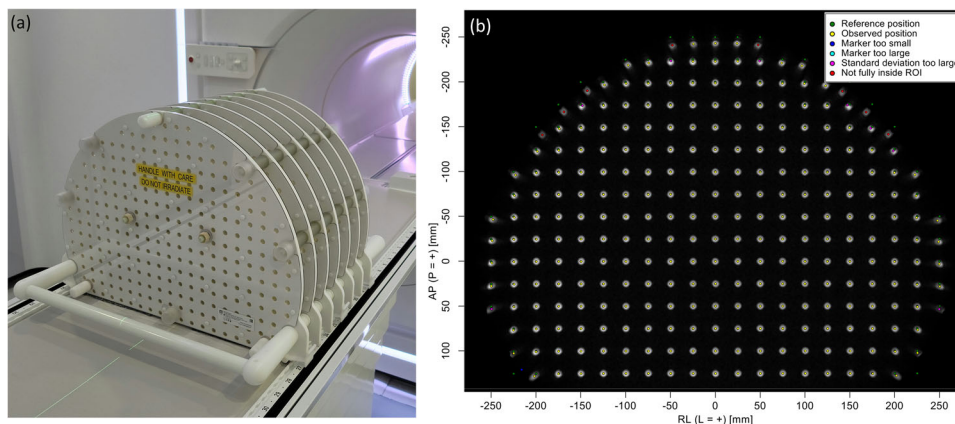 (a)
HANDLE WITH CARE
DO NOT IRRADIATE
(b)
Reference position
Observed position
Marker too small
Marker too large
Standard deviation too large
Not fully inside ROI
AP (P = +) [mm]
-250
-200
-150
-100
-50
0
50
100
-250 -200 -150 -100 -50 0 50 100 150 200 250
RL (L = +) [mm]